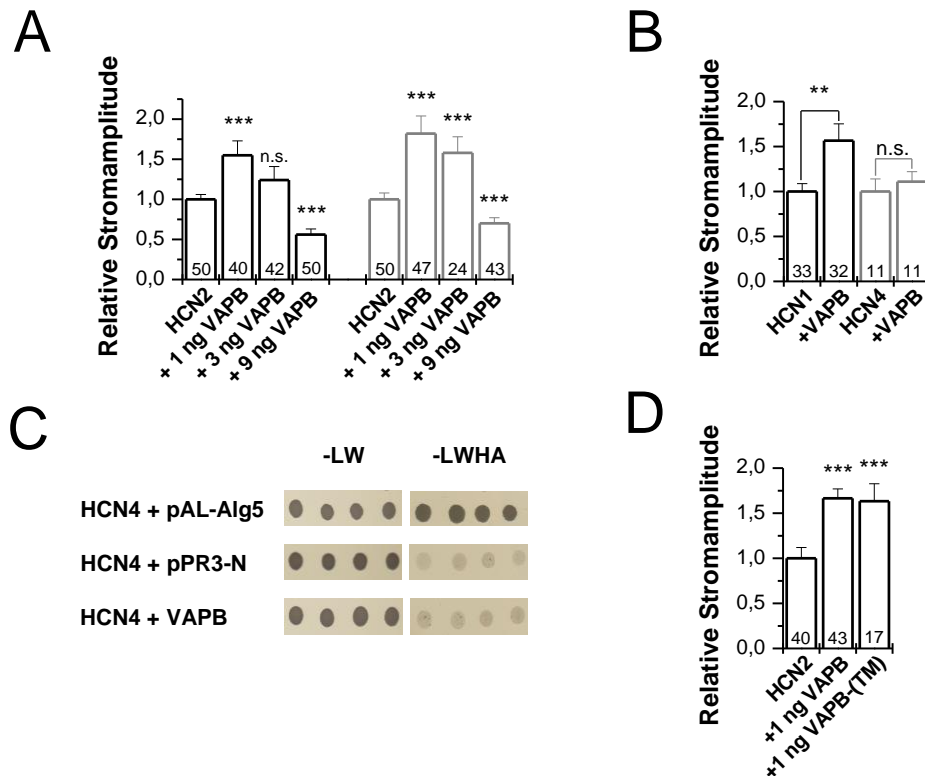 A
Relative Stromamplitude
2,0
1,5
1,0
0,5
0,0
***
n.s.
***
***
***
***
50
40
42
50
50
47
24
43
HCN2
+ 1 ng VAPB
+ 3 ng VAPB
+ 9 ng VAPB
HCN2
+ 1 ng VAPB
+ 3 ng VAPB
+ 9 ng VAPB
B
Relative Stromamplitude
2,0
1,5
1,0
0,5
0,0
**
n.s.
33
32
11
11
HCN1
+VAPB
HCN4
+VAPB
C
-LW
-LWHA
HCN4 + pAL-Alg5
HCN4 + pPR3-N
HCN4 + VAPB
D
Relative Stromamplitude
2,0
1,5
1,0
0,5
0,0
***
***
40
43
17
HCN2
+1 ng VAPB
+1 ng VAPB-(TM)